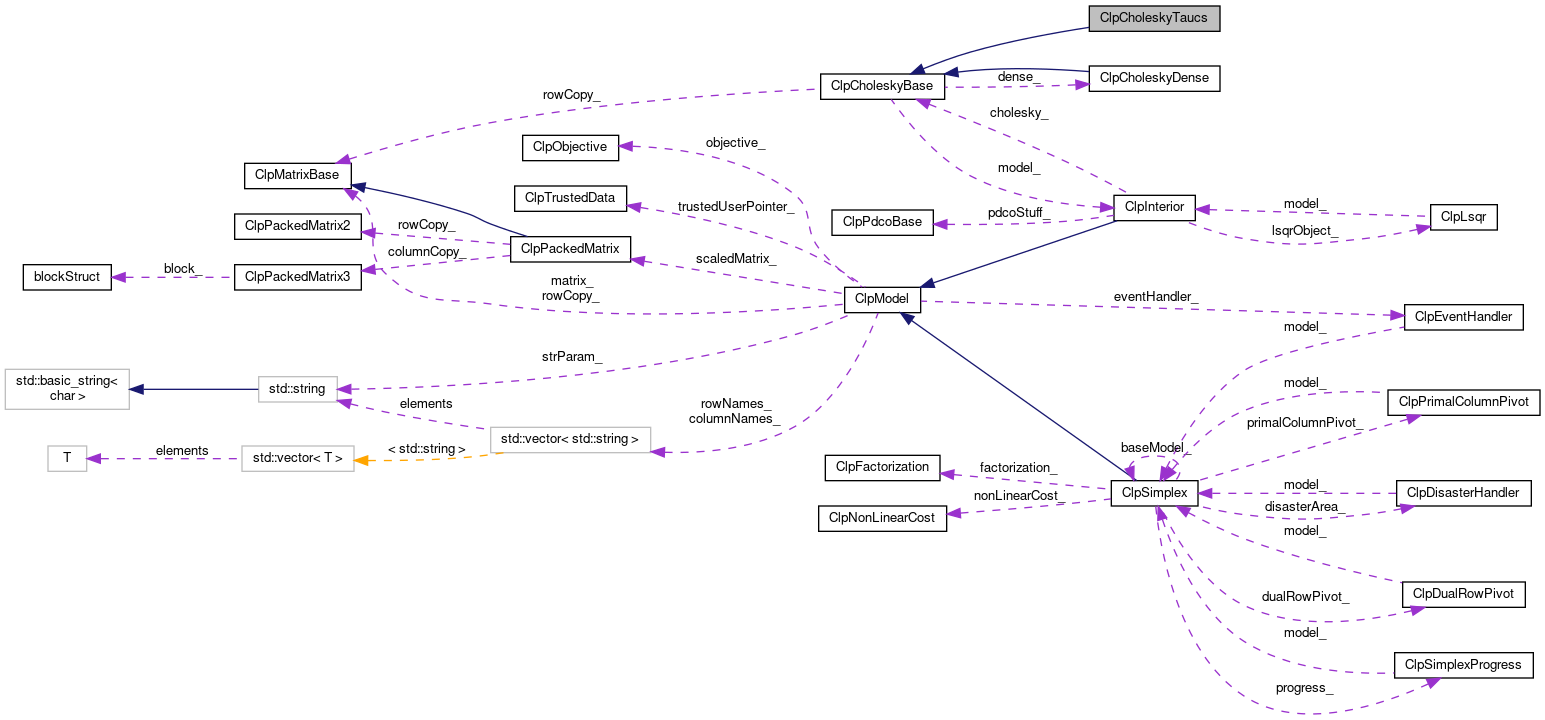 ClpCholeskyTaucs
ClpCholeskyBase
dense_
ClpCholeskyDense
rowCopy_
cholesky_
ClpObjective
objective_
ClpMatrixBase
model_
ClpTrustedData
trustedUserPointer_
ClpInterior
model_
ClpLsqr
ClpPackedMatrix2
rowCopy_
ClpPdcoBase
pdcoStuff_
lsqrObject_
ClpPackedMatrix
columnCopy_
scaledMatrix_
blockStruct
block_
ClpPackedMatrix3
matrix_
rowCopy_
ClpModel
eventHandler_
ClpEventHandler
model_
strParam_
std::basic_string<
char >
std::string
model_
ClpPrimalColumnPivot
elements
rowNames_
columnNames_
primalColumnPivot_
std::vector< std::string >
T
elements
std::vector< T >
< std::string >
baseModel_
ClpFactorization
factorization_
ClpSimplex
model_
ClpDisasterHandler
nonLinearCost_
ClpNonLinearCost
disasterArea_
model_
ClpDualRowPivot
dualRowPivot_
model_
ClpSimplexProgress
progress_